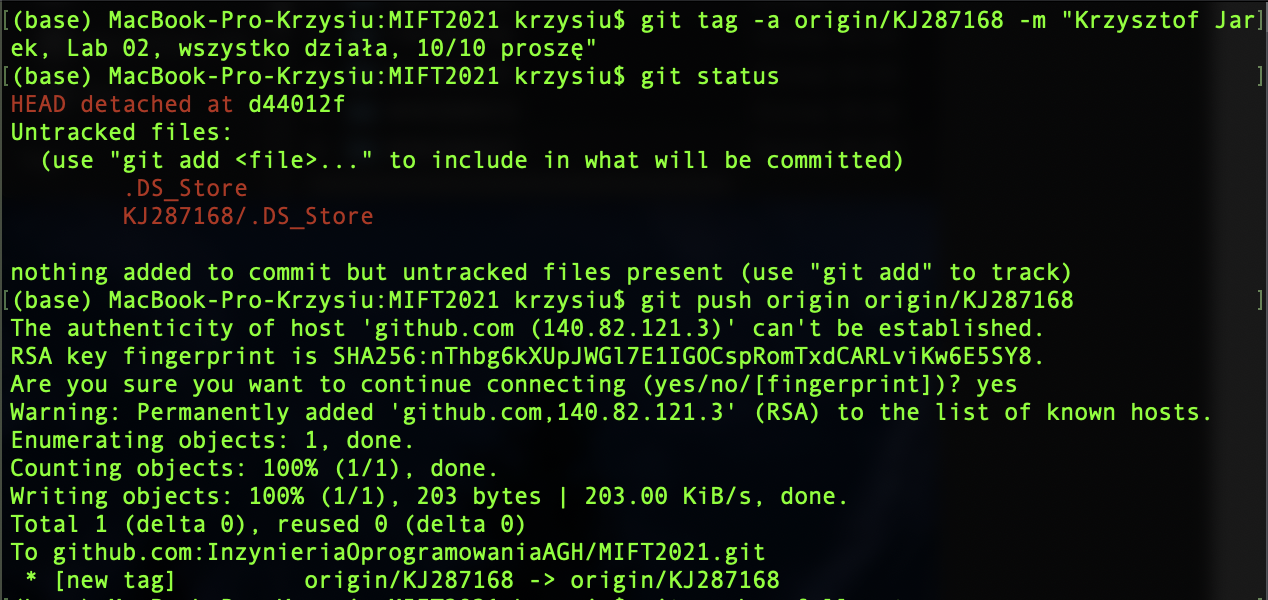 [(base) MacBook-Pro-Krzysiu:MIFT2021 krzysiu$ git tag -a origin/KJ287168 -m "Krzysztof Jar]
ek, Lab 02, wszystko działa, 10/10 proszę"
[(base) MacBook-Pro-Krzysiu:MIFT2021 krzysiu$ git status ]
HEAD detached at d44012f
Untracked files:
  (use "git add <file>..." to include in what will be committed)
        .DS_Store
        KJ287168/.DS_Store

nothing added to commit but untracked files present (use "git add" to track)
[(base) MacBook-Pro-Krzysiu:MIFT2021 krzysiu$ git push origin origin/KJ287168 ]
The authenticity of host 'github.com (140.82.121.3)' can't be established.
RSA key fingerprint is SHA256:nThbg6kXUpJWGl7E1IGOCspRomTxdCARLviKw6E5SY8.
Are you sure you want to continue connecting (yes/no/[fingerprint])? yes
Warning: Permanently added 'github.com,140.82.121.3' (RSA) to the list of known hosts.
Enumerating objects: 1, done.
Counting objects: 100% (1/1), done.
Writing objects: 100% (1/1), 203 bytes | 203.00 KiB/s, done.
Total 1 (delta 0), reused 0 (delta 0)
To github.com:InzynieriaOprogramowaniaAGH/MIFT2021.git
 * [new tag]         origin/KJ287168 -> origin/KJ287168